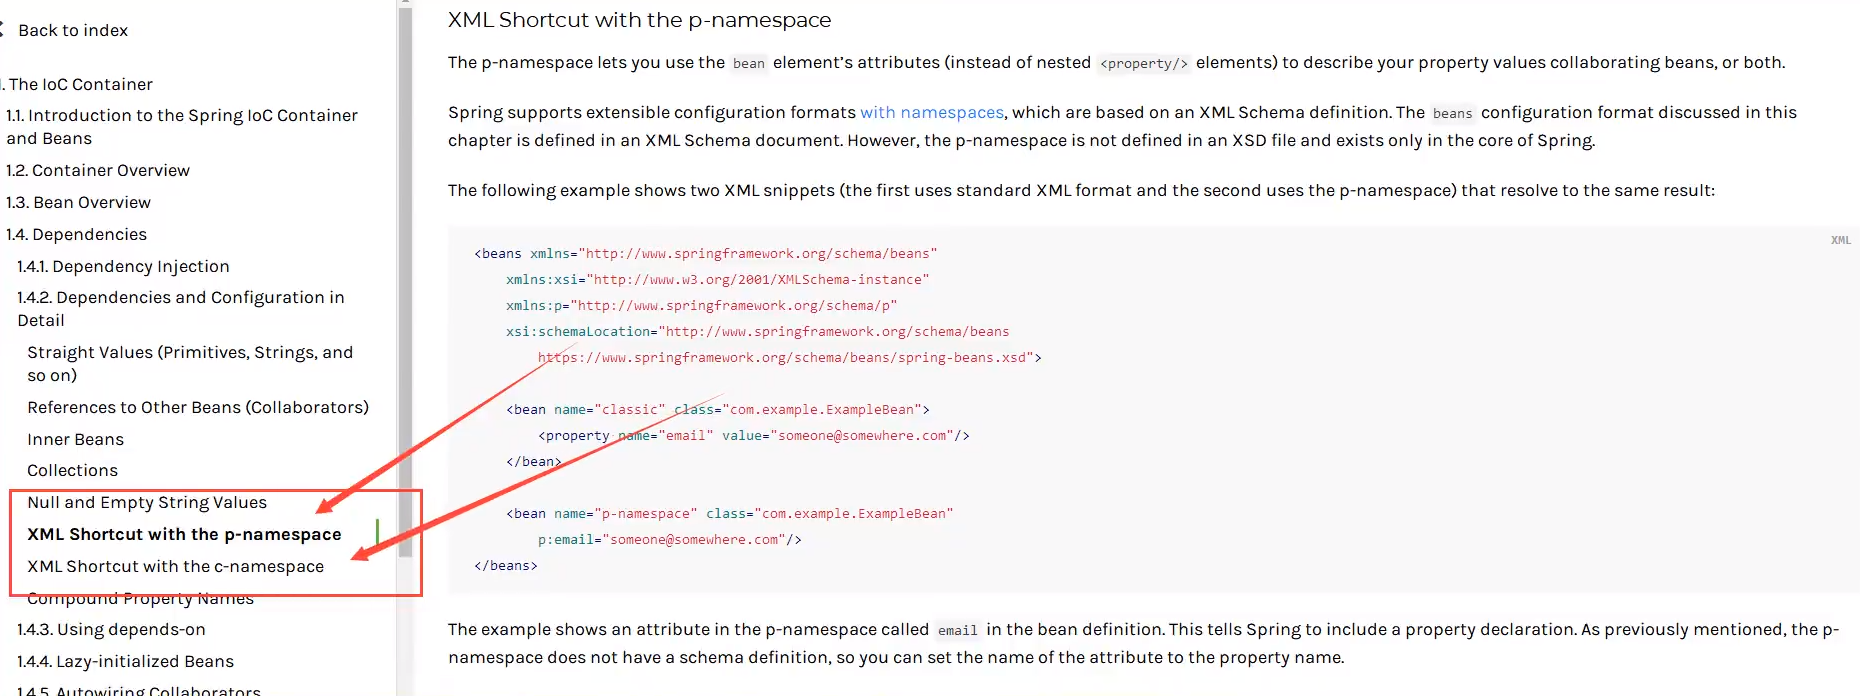 Back to index
1. The IoC Container
1.1. Introduction to the Spring IoC Container
and Beans
1.2. Container Overview
1.3. Bean Overview
1.4. Dependencies
1.4.1. Dependency Injection
1.4.2. Dependencies and Configuration in
Detail
Straight Values (Primitives, Strings, and
so on)
References to Other Beans (Collaborators)
Inner Beans
Collections
Null and Empty String Values
XML Shortcut with the p-namespace
XML Shortcut with the c-namespace
Compound Property Names
1.4.3. Using depends-on
1.4.4. Lazy-initialized Beans
1.4.5. Autowiring Collaborators
XML Shortcut with the p-namespace
The p-namespace lets you use the bean element's attributes (instead of nested <property/> elements) to describe your property values collaborating beans, or both.
Spring supports extensible configuration formats with namespaces, which are based on an XML Schema definition. The beans configuration format discussed in this
chapter is defined in an XML Schema document. However, the p-namespace is not defined in an XSD file and exists only in the core of Spring.
The following example shows two XML snippets (the first uses standard XML format and the second uses the p-namespace) that resolve to the same result:
XML
<beans xmlns="http://www.springframework.org/schema/beans"
xmlns:xsi="http://www.w3.org/2001/XMLSchema-instance"
xmlns:p="http://www.springframework.org/schema/p"
xsi:schemaLocation="http://www.springframework.org/schema/beans
https://www.springframework.org/schema/beans/spring-beans.xsd">
<bean name="classic" class="com.example.ExampleBean">
<property name="email" value="someone@somewhere.com"/>
</bean>
<bean name="p-namespace" class="com.example.ExampleBean"
p:email="someone@somewhere.com"/>
</beans>
The example shows an attribute in the p-namespace called email in the bean definition. This tells Spring to include a property declaration. As previously mentioned, the p-
namespace does not have a schema definition, so you can set the name of the attribute to the property name.